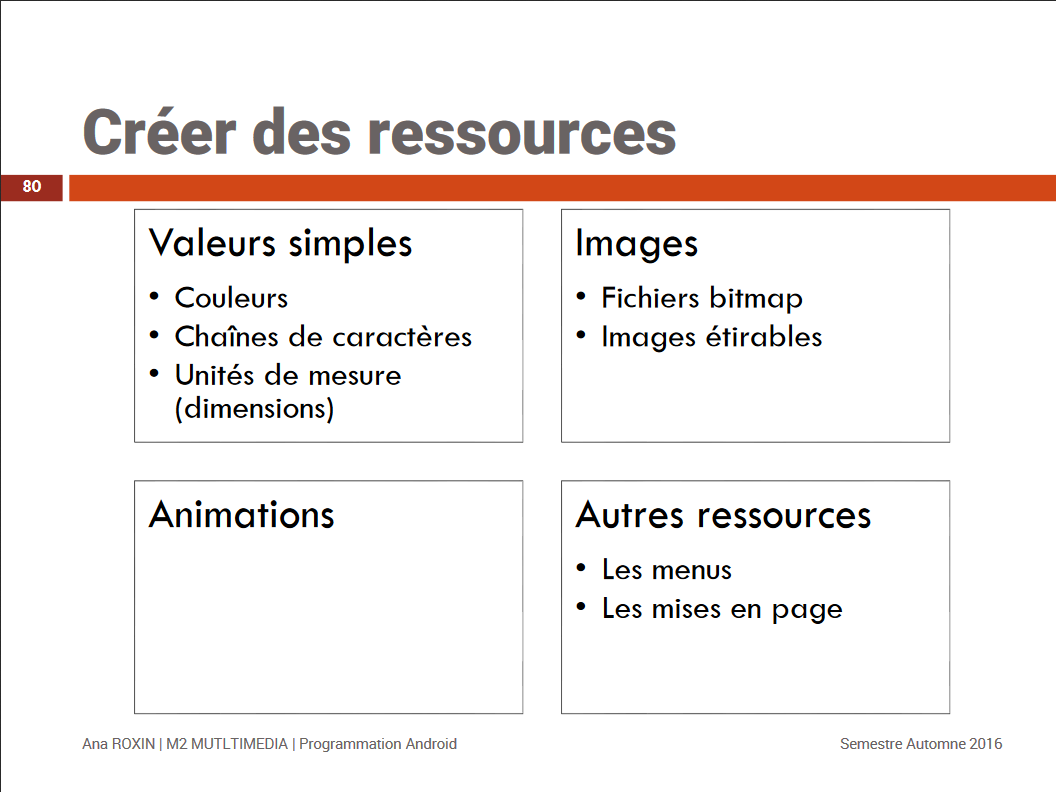 Créer des ressources
80
Valeurs simples
• Couleurs
• Chaînes de caractères
• Unités de mesure
(dimensions)
Images
• Fichiers bitmap
• Images étirables
Animations
Autres ressources
• Les menus
• Les mises en page
Ana ROXIN | M2 MUTLTIMEDIA | Programmation Android
Semestre Automne 2016